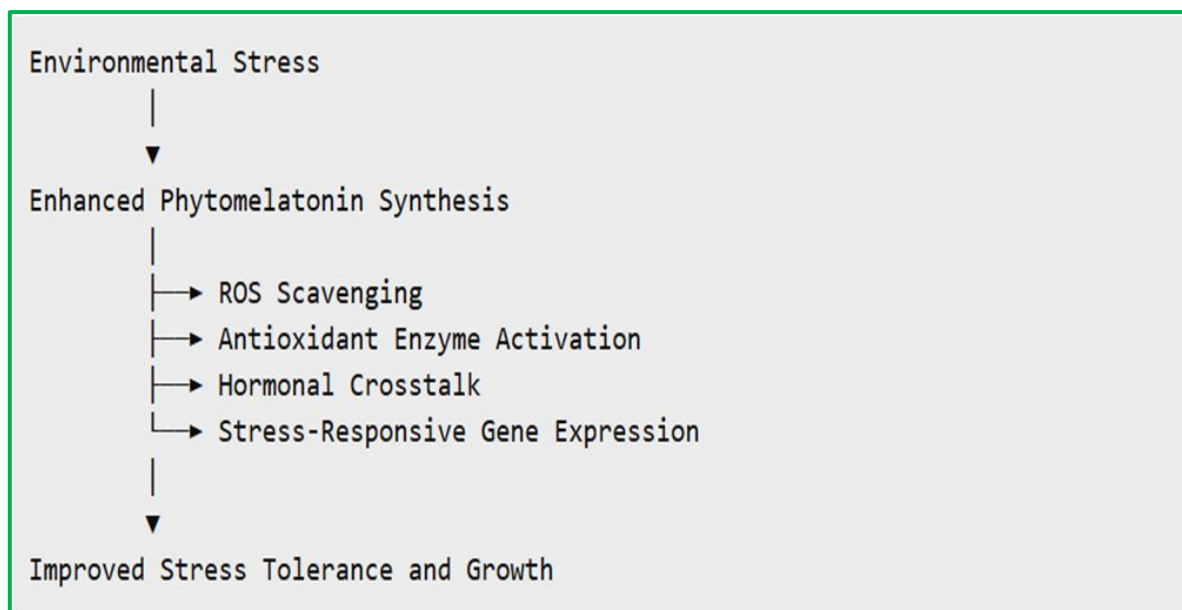 Environmental Stress
Enhanced Phytomelatonin Synthesis
ROS Scavenging
Antioxidant Enzyme Activation
Hormonal Crosstalk
Stress-Responsive Gene Expression
Improved Stress Tolerance and Growth